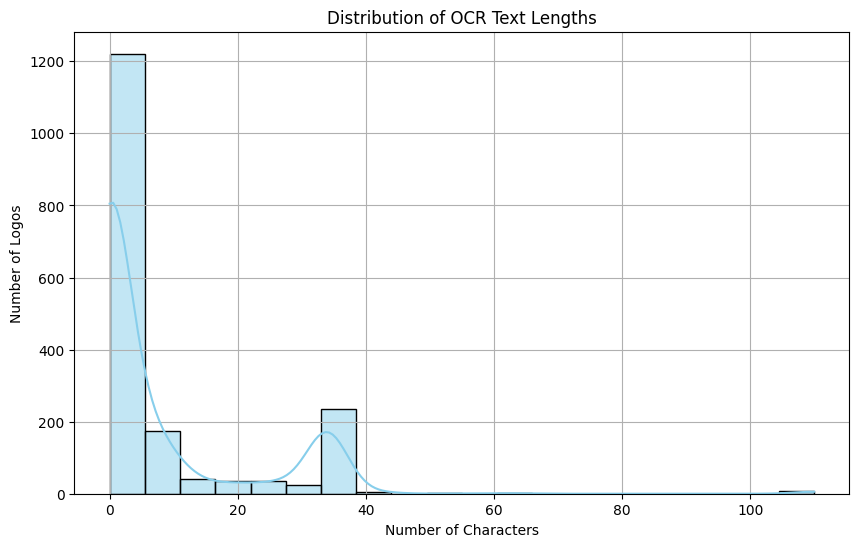 Distribution of OCR Text Lengths
1200
1000
800
600
400
200
0
Number of Logos
0 20 40 60 80 100
Number of Characters